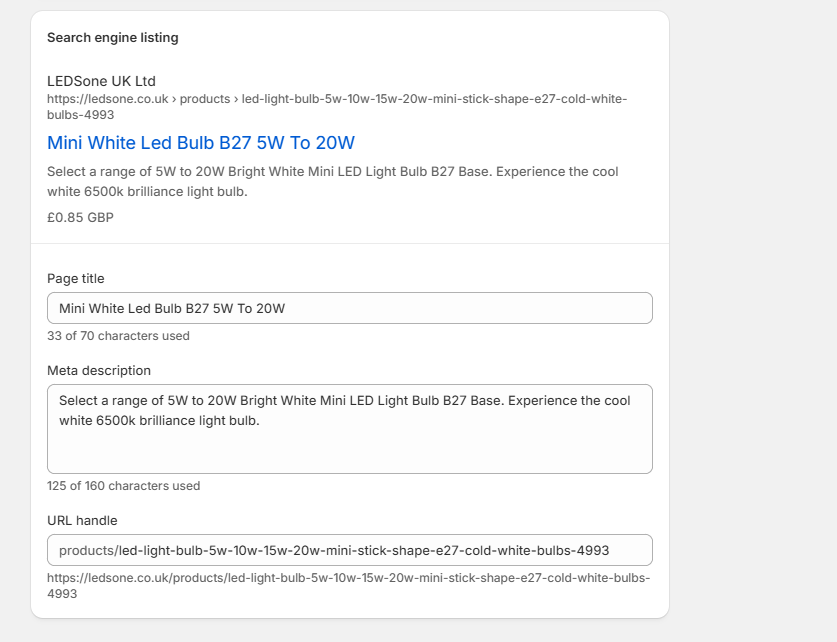 Search engine listing
LEDSone UK Ltd
https://ledsone.co.uk › products › led-light-bulb-5w-10w-15w-20w-mini-stick-shape-e27-cold-white-
bulbs-4993
Mini White Led Bulb B27 5W To 20W
Select a range of 5W to 20W Bright White Mini LED Light Bulb B27 Base. Experience the cool
white 6500k brilliance light bulb.
£0.85 GBP
Page title
Mini White Led Bulb B27 5W To 20W
33 of 70 characters used
Meta description
Select a range of 5W to 20W Bright White Mini LED Light Bulb B27 Base. Experience the cool
white 6500k brilliance light bulb.
125 of 160 characters used
URL handle
products/led-light-bulb-5w-10w-15w-20w-mini-stick-shape-e27-cold-white-bulbs-4993
https://ledsone.co.uk/products/led-light-bulb-5w-10w-15w-20w-mini-stick-shape-e27-cold-white-bulbs-
4993